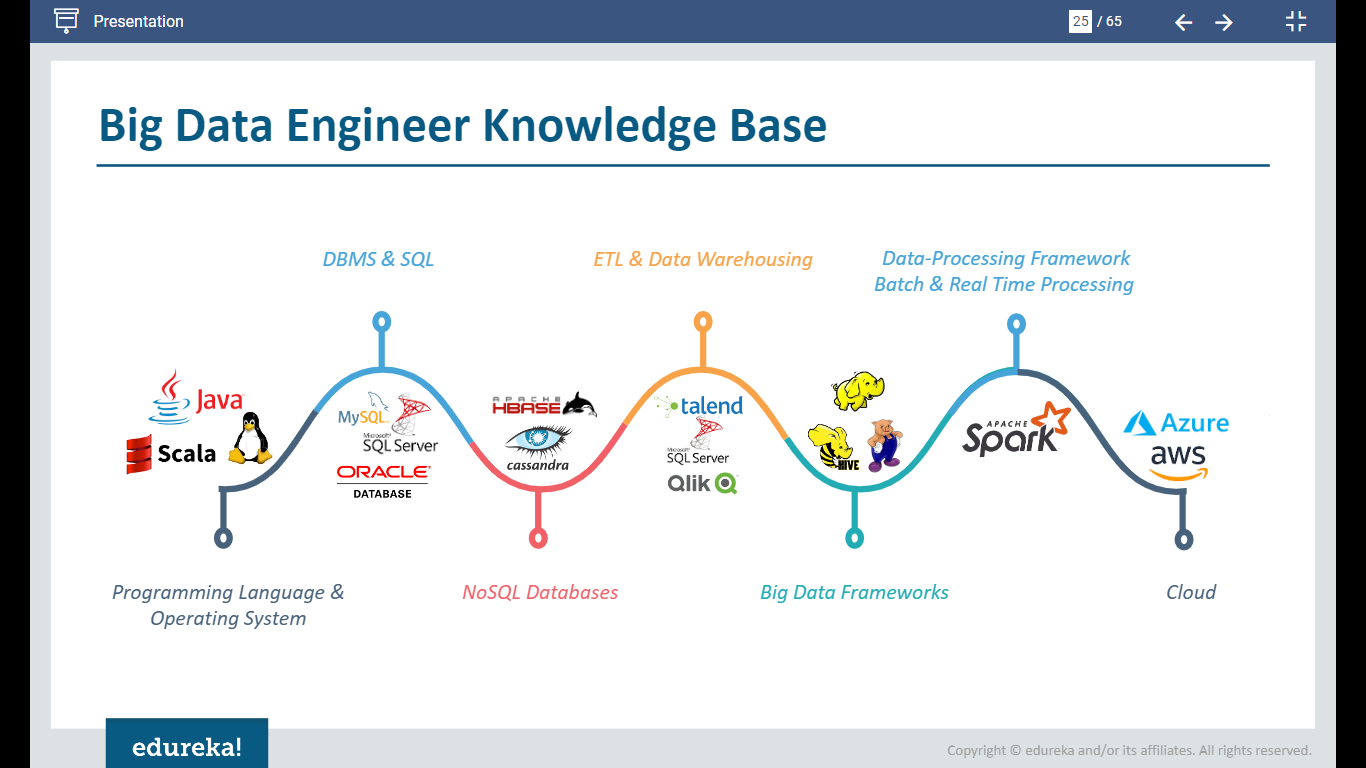 Presentation
25 / 65
Big Data Engineer Knowledge Base
DBMS & SQL
ETL & Data Warehousing
Data-Processing Framework
Batch & Real Time Processing
Java
Scala
MySQL
Microsoft
SQL Server
ORACLE
DATABASE
APACHE
HBASE
cassandra
talend
Microsoft
SQL Server
Qlik
HIVE
APACHE
Spark
Azure
aws
Programming Language &
Operating System
NoSQL Databases
Big Data Frameworks
Cloud
edureka!
Copyright © edureka and/or its affiliates. All rights reserved.